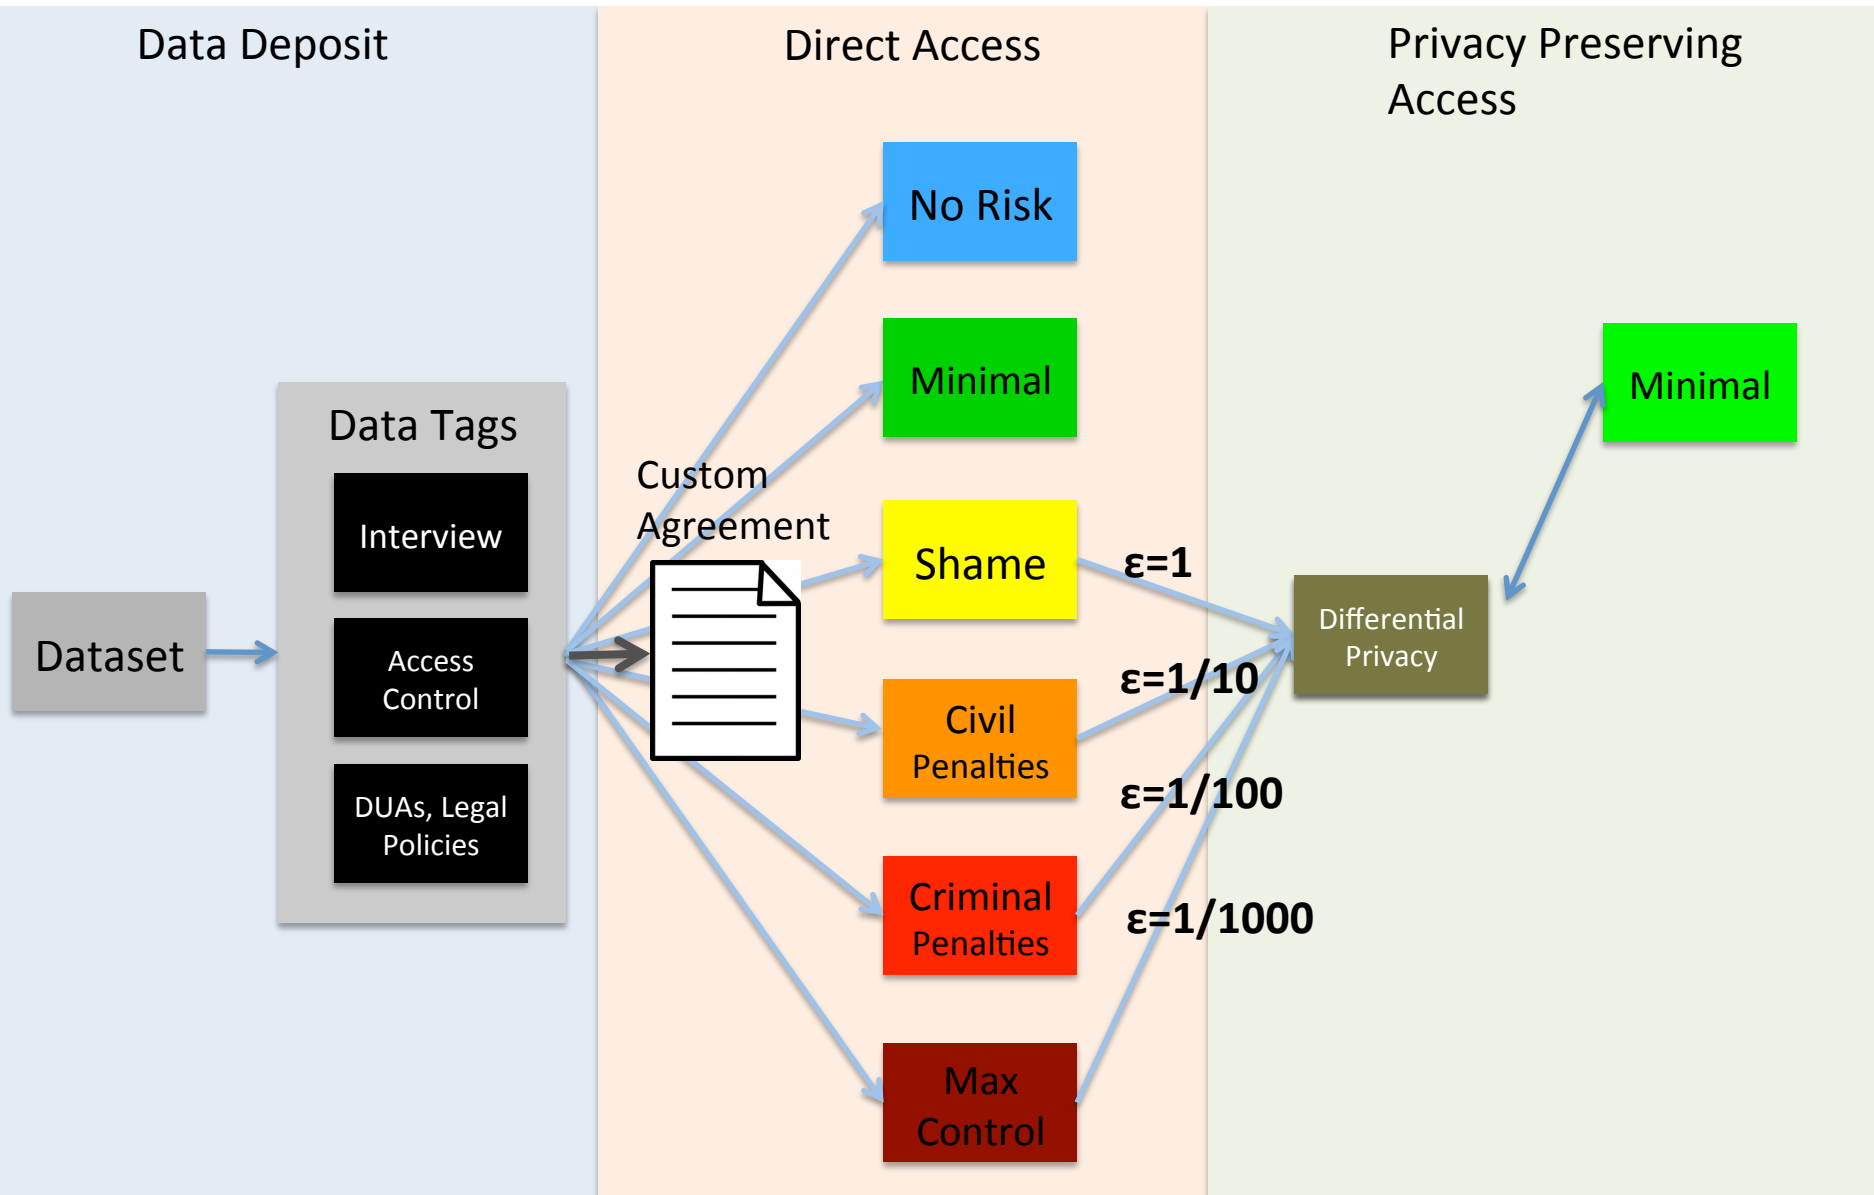 Data Deposit
Direct Access
Privacy Preserving
Access
Dataset
Data Tags
Interview
Access
Control
DUAs, Legal
Policies
Custom
Agreement
No Risk
Minimal
Shame
Civil
Penalties
Criminal
Penalties
Max
Control
ε=1
ε=1/10
ε=1/100
ε=1/1000
Differential
Privacy
Minimal